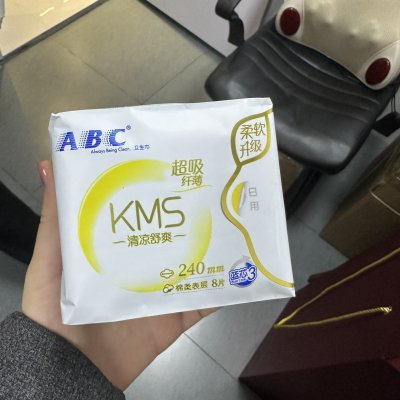 ABC®
Always Being Clean. 卫生巾
柔软
升级
超吸
纤薄
日用
KMS
清凉舒爽
240mm
棉柔表层 8片
3